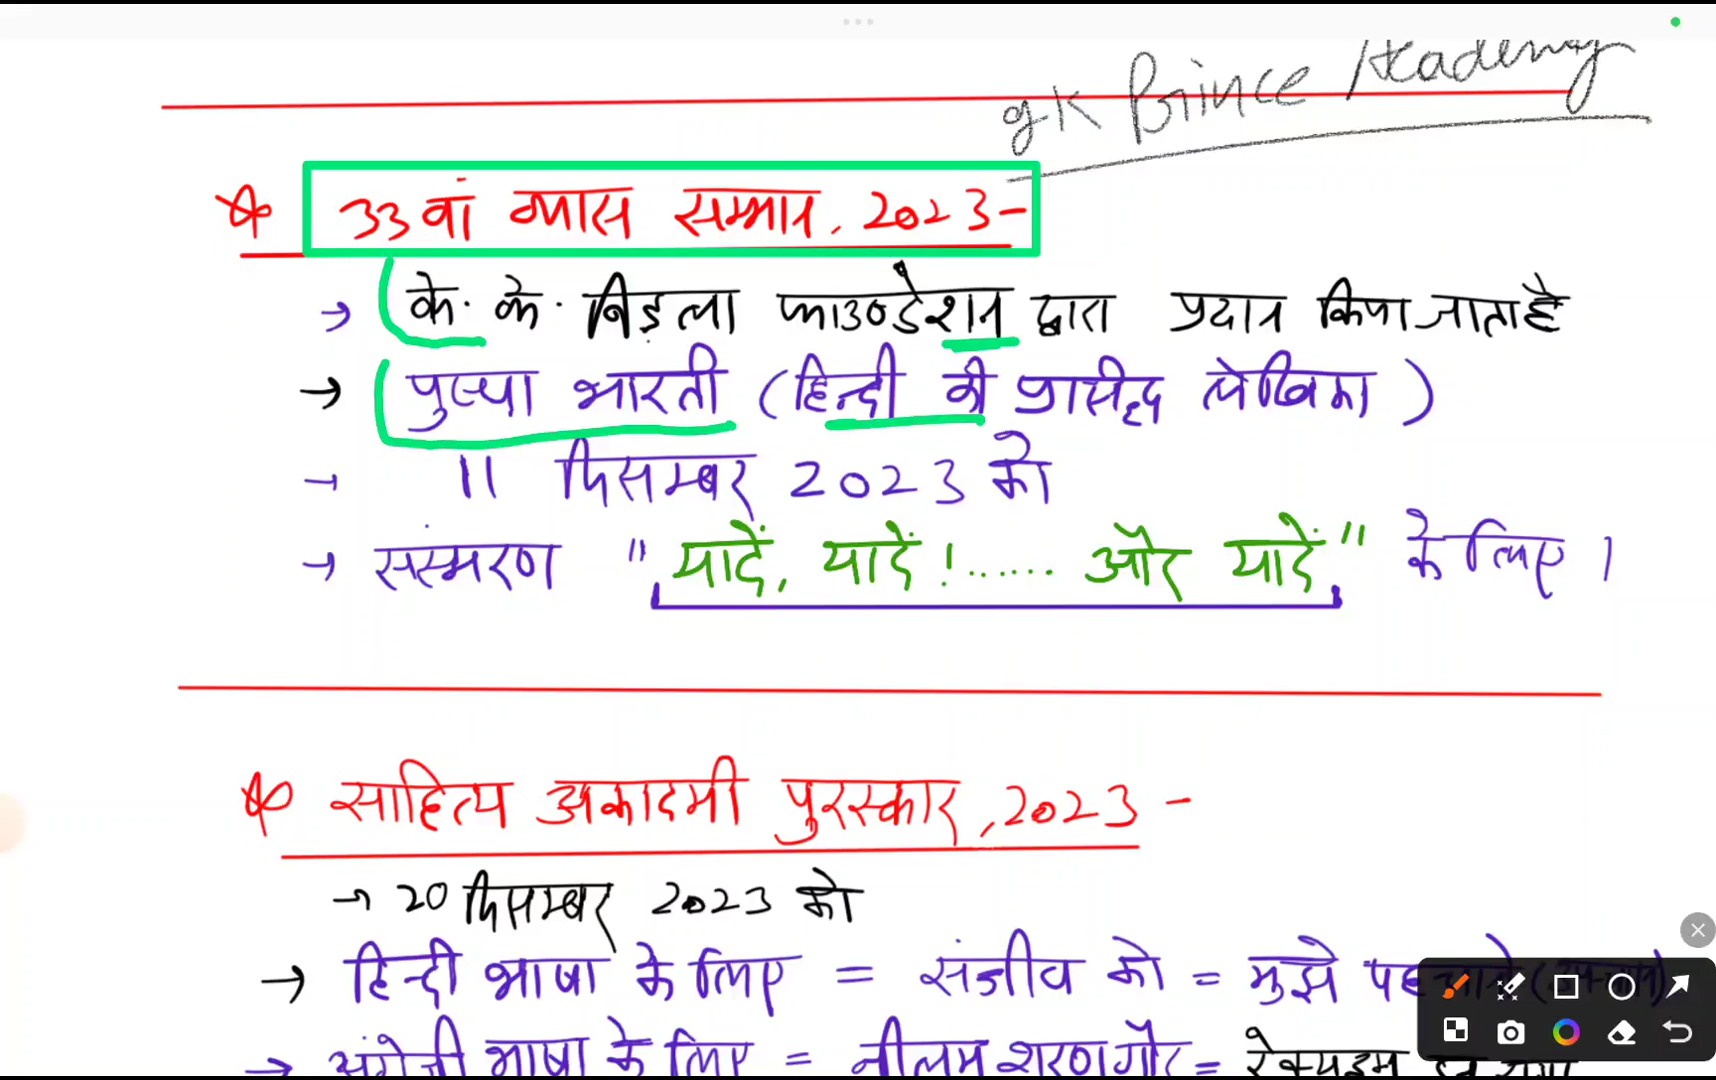 gK Prince Academy
33 वां व्यास सम्मान, 2023-
→ के. के. बिड़ला फाउण्डेशन द्वारा प्रदान किया जाता है
→ पुष्पा भारती (हिन्दी की प्रसिद्ध लेखिका)
→ 11 दिसम्बर 2023 को
→ संस्मरण "यादें, यादें !...... और यादें" के लिए ।
साहित्य अकादमी पुरस्कार, 2023 -
→ 20 दिसम्बर 2023 को
→ हिन्दी भाषा के लिए = संजीव को = मुझे
→ अंग्रेजी भाषा के लिए = नीलम शरण गौर =